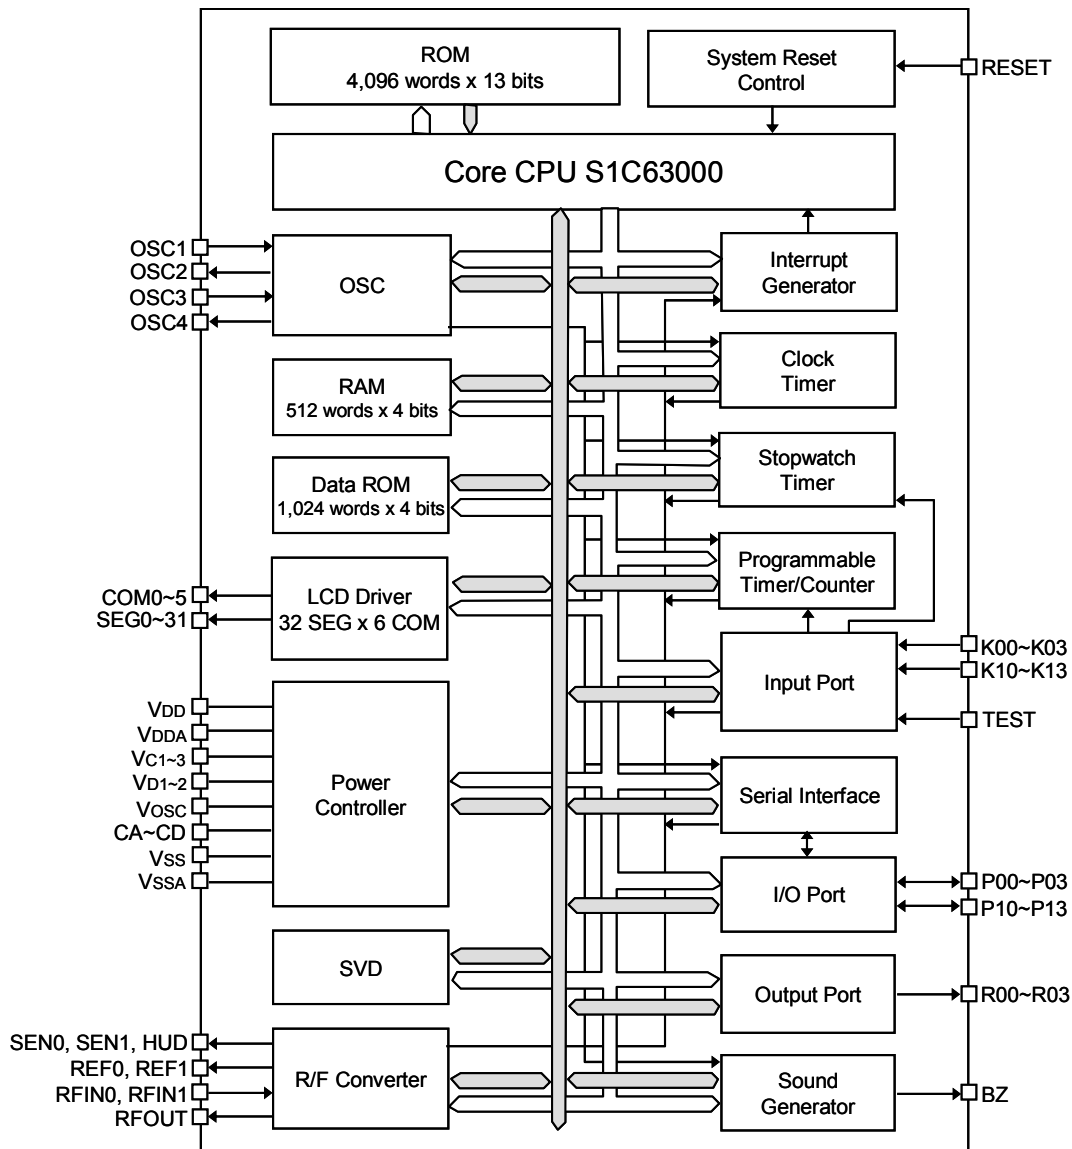 ROM
4,096 words x 13 bits
System Reset
Control
RESET
Core CPU S1C63000
OSC1
OSC2
OSC3
OSC4
OSC
Interrupt
Generator
Clock
Timer
RAM
512 words x 4 bits
Stopwatch
Timer
Data ROM
1,024 words x 4 bits
Programmable
Timer/Counter
COM0~5
SEG0~31
LCD Driver
32 SEG x 6 COM
Input Port
K00~K03
K10~K13
TEST
VDD
VDDA
VC1~3
VD1~2
VOSC
CA~CD
VSS
VSSA
Power
Controller
Serial Interface
I/O Port
P00~P03
P10~P13
SVD
Output Port
R00~R03
SEN0, SEN1, HUD
REF0, REF1
RFIN0, RFIN1
RFOUT
R/F Converter
Sound
Generator
BZ